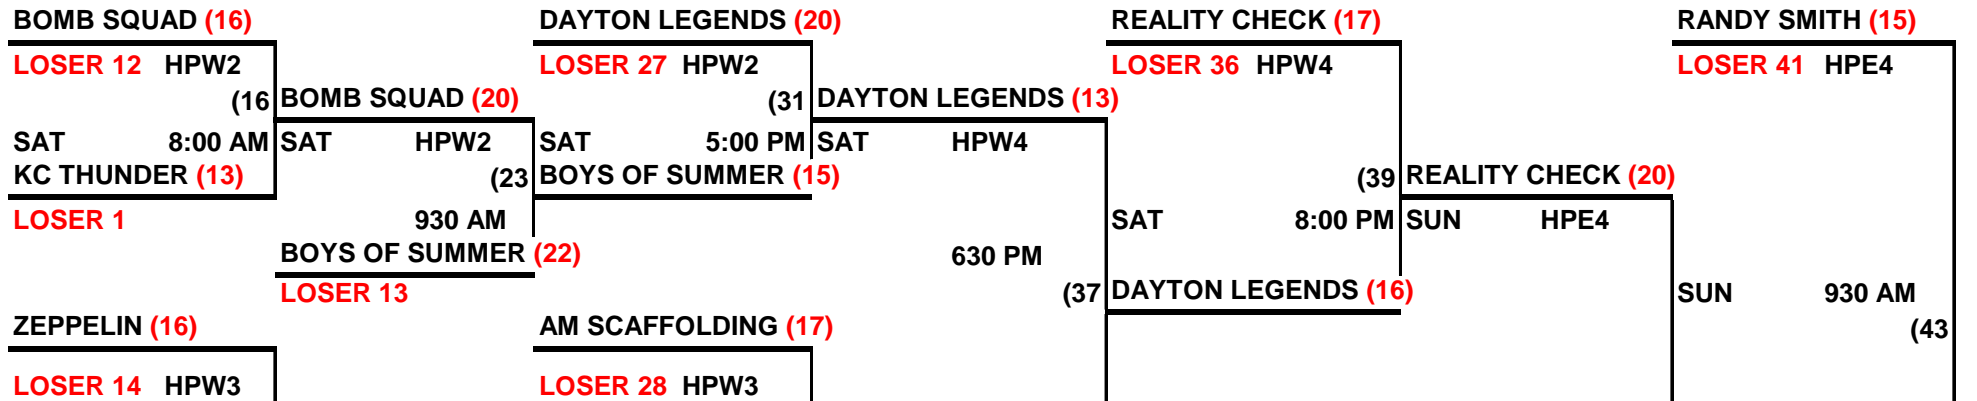 BOMB SQUAD (16) DAYTON LEGENDS (20) REALITY CHECK (17) RANDY SMITH (15)
LOSER 12 HPW2 LOSER 27 HPW2 LOSER 36 HPW4 LOSER 41 HPE4
(16 BOMB SQUAD (20) (31 DAYTON LEGENDS (13)
SAT 8:00 AM SAT HPW2 SAT 5:00 PM SAT HPW4
KC THUNDER (13) (23 BOYS OF SUMMER (15) (39 REALITY CHECK (20)
LOSER 1 930 AM SAT 8:00 PM SUN HPE4
BOYS OF SUMMER (22) 630 PM
LOSER 13 (37 DAYTON LEGENDS (16) SUN 930 AM
ZEPPELIN (16) AM SCAFFOLDING (17) (43
LOSER 14 HPW3 LOSER 28 HPW3